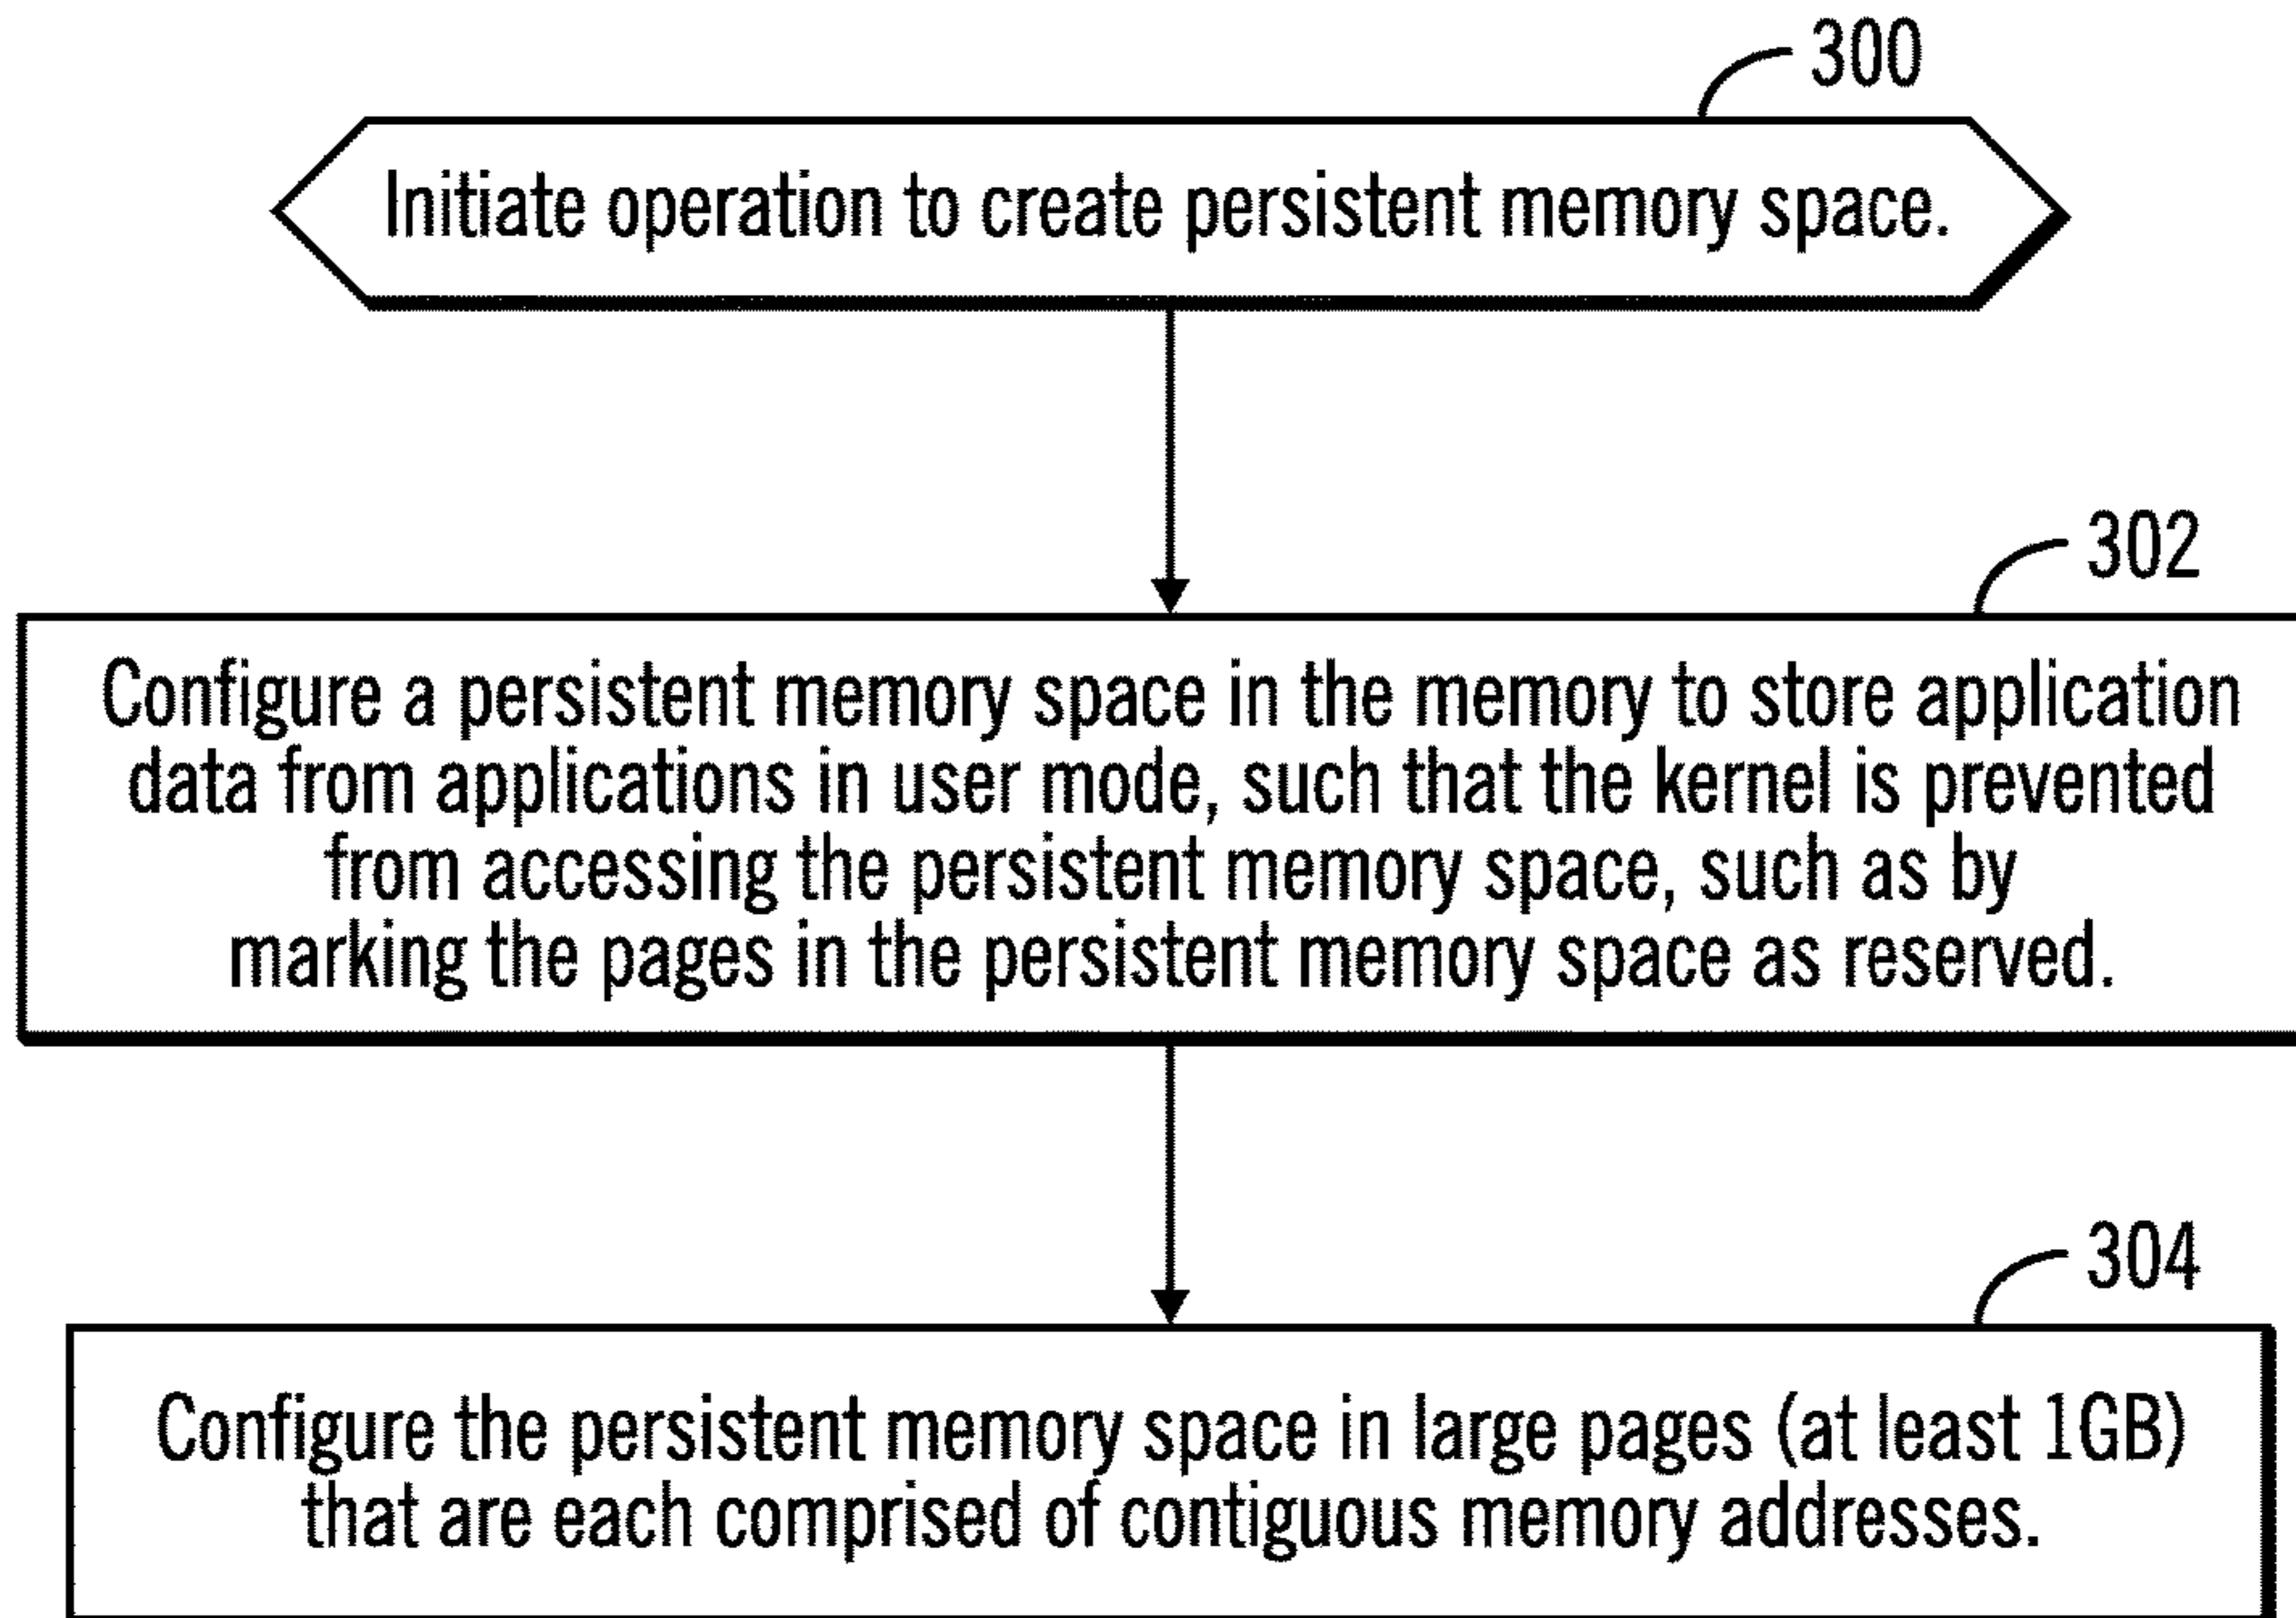 300
Initiate operation to create persistent memory space.
302
Configure a persistent memory space in the memory to store application
data from applications in user mode, such that the kernel is prevented
from accessing the persistent memory space, such as by
marking the pages in the persistent memory space as reserved.
304
Configure the persistent memory space in large pages (at least 1GB)
that are each comprised of contiguous memory addresses.